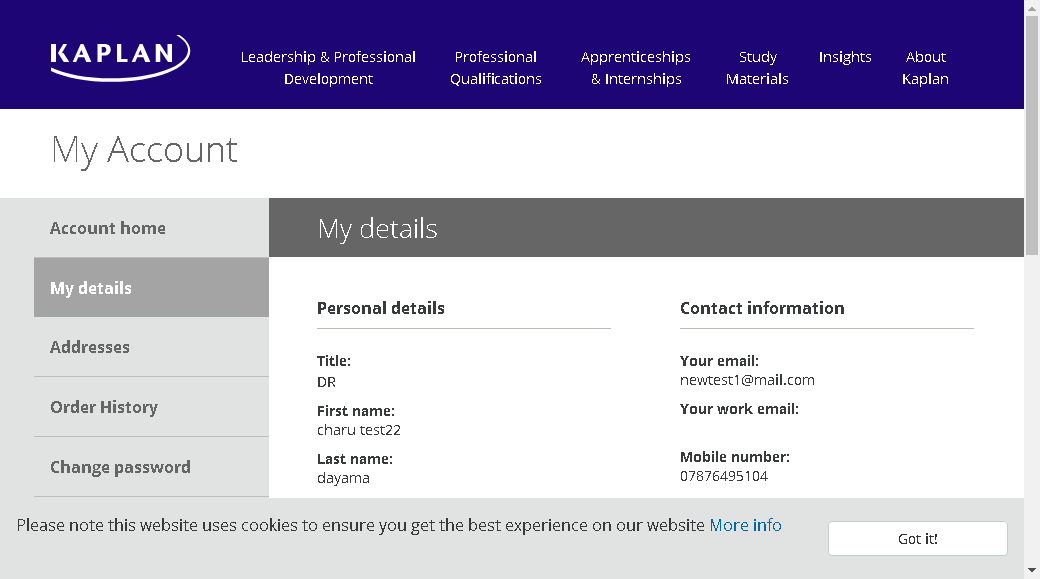 KAPLAN
Leadership & Professional
Development
Professional
Qualifications
Apprenticeships
& Internships
Study
Materials
Insights
About
Kaplan
My Account
Account home
My details
Addresses
Order History
Change password
My details
Personal details
Title:
DR
First name:
charu test22
Last name:
dayama
Contact information
Your email:
newtest1@mail.com
Your work email:
Mobile number:
07876495104
Please note this website uses cookies to ensure you get the best experience on our website More info
Got it!